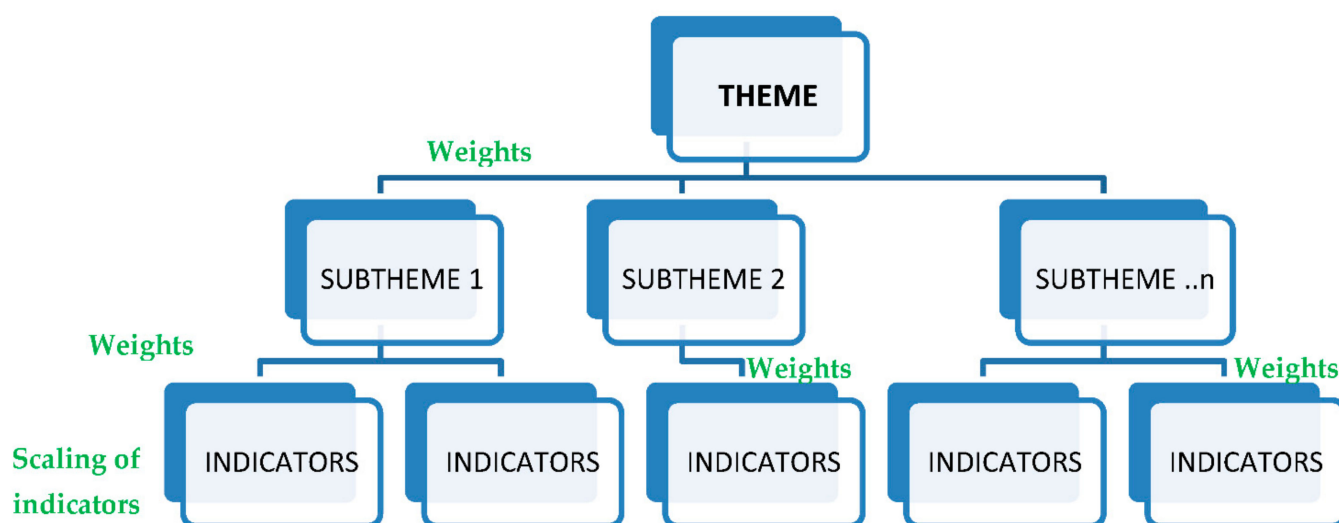 THEME
Weights
SUBTHEME 1
SUBTHEME 2
SUBTHEME ..n
Weights
Weights
Weights
INDICATORS
INDICATORS
INDICATORS
INDICATORS
INDICATORS
Scaling of
indicators